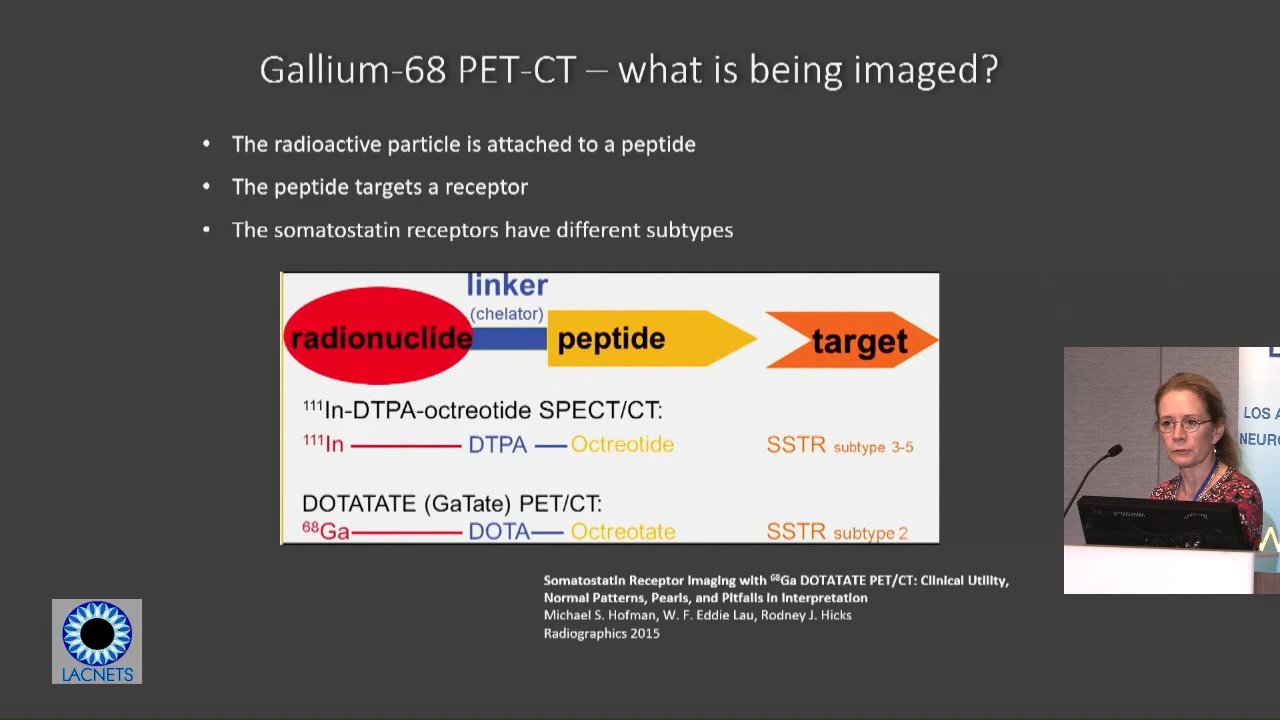 Gallium-68 PET-CT – what is being imaged?
• The radioactive particle is attached to a peptide
• The peptide targets a receptor
• The somatostatin receptors have different subtypes
linker
(chelator)
radionuclide peptide target
¹¹¹In-DTPA-octreotide SPECT/CT:
¹¹¹In DTPA Octreotide SSTR subtype 3-5
DOTATATE (GaTate) PET/CT:
⁶⁸Ga DOTA Octreotate SSTR subtype 2
Somatostatin Receptor Imaging with ⁶⁸Ga DOTATATE PET/CT: Clinical Utility,
Normal Patterns, Pearls, and Pitfalls in Interpretation
Michael S. Hofman, W. F. Eddie Lau, Rodney J. Hicks
Radiographics 2015
LACNETS
LOS A
NEURO